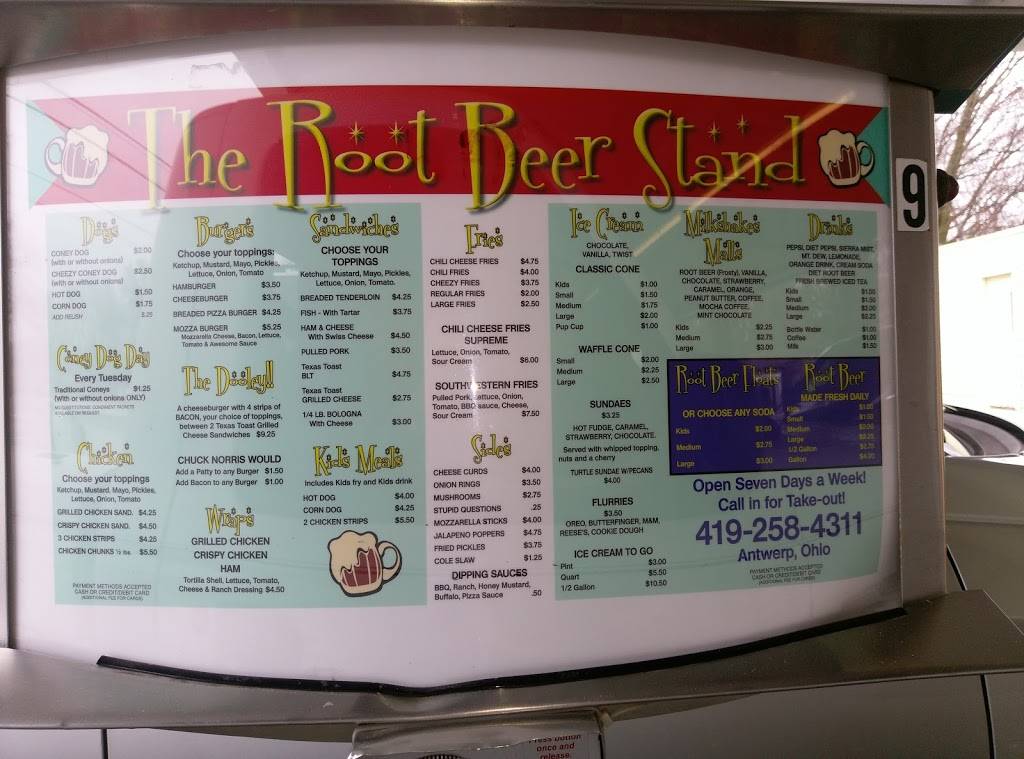 The Root Beer Stand
9
Dogs
CONEY DOG $2.00
(with or without onions)
CHEEZY CONEY DOG $2.50
(with or without onions)
HOT DOG $1.50
CORN DOG $1.75
ADD RELISH $.25
Coney Dog Day
Every Tuesday
Traditional Coneys $1.25
(With or without onions ONLY)
Chicken
Choose your toppings
Ketchup, Mustard, Mayo, Pickles,
Lettuce, Onion, Tomato
GRILLED CHICKEN SAND. $4.25
CRISPY CHICKEN SAND. $4.50
3 CHICKEN STRIPS $4.25
CHICKEN CHUNKS ½ lbs. $5.50
PAYMENT METHODS ACCEPTED
CASH OR CREDIT/DEBIT CARD
(ADDITIONAL FEE FOR CARDS)
Burgers
Choose your toppings:
Ketchup, Mustard, Mayo, Pickles,
Lettuce, Onion, Tomato
HAMBURGER $3.50
CHEESEBURGER $3.75
BREADED PIZZA BURGER $4.25
MOZZA BURGER $5.25
Mozzarella Cheese, Bacon, Lettuce,
Tomato & Awesome Sauce
The Dooley!!
A cheeseburger with 4 strips of
BACON, your choice of toppings,
between 2 Texas Toast Grilled
Cheese Sandwiches $9.25
CHUCK NORRIS WOULD
Add a Patty to any Burger $1.50
Add Bacon to any Burger $1.00
Wraps
GRILLED CHICKEN
CRISPY CHICKEN
HAM
Tortilla Shell, Lettuce, Tomato,
Cheese & Ranch Dressing $4.50
Sandwiches
CHOOSE YOUR
TOPPINGS
Ketchup, Mustard, Mayo, Pickles,
Lettuce, Onion, Tomato.
BREADED TENDERLOIN $4.25
FISH - With Tartar $3.75
HAM & CHEESE
With Swiss Cheese $4.50
PULLED PORK $3.50
Texas Toast
BLT $4.75
Texas Toast
GRILLED CHEESE $2.75
1/4 LB. BOLOGNA
With Cheese $3.00
Kids Meals
Includes Kids fry and Kids drink
HOT DOG $4.00
CORN DOG $4.25
2 CHICKEN STRIPS $5.50
Fries
CHILI CHEESE FRIES $4.75
CHILI FRIES $4.00
CHEEZY FRIES $3.75
REGULAR FRIES $2.00
LARGE FRIES $2.50
CHILI CHEESE FRIES
SUPREME
Lettuce, Onion, Tomato,
Sour Cream $6.00
SOUTHWESTERN FRIES
Pulled Pork, Lettuce, Onion,
Tomato, BBQ sauce, Cheese,
Sour Cream $7.50
Sides
CHEESE CURDS $4.00
ONION RINGS $3.50
MUSHROOMS $2.75
STUPID QUESTIONS .25
MOZZARELLA STICKS $4.00
JALAPENO POPPERS $4.75
FRIED PICKLES $3.75
COLE SLAW $1.25
DIPPING SAUCES
BBQ, Ranch, Honey Mustard,
Buffalo, Pizza Sauce .50
Ice Cream
CHOCOLATE,
VANILLA, TWIST
CLASSIC CONE
Kids $1.00
Small $1.50
Medium $1.75
Large $2.00
Pup Cup $1.00
WAFFLE CONE
Small $2.00
Medium $2.25
Large $2.50
SUNDAES
$3.25
HOT FUDGE, CARAMEL,
STRAWBERRY, CHOCOLATE.
Served with whipped topping,
nuts and a cherry
TURTLE SUNDAE W/PECANS
$4.00
FLURRIES
$3.50
OREO, BUTTERFINGER, M&M,
REESE'S, COOKIE DOUGH
ICE CREAM TO GO
Pint $3.00
Quart $5.50
1/2 Gallon $10.50
Milkshakes
Malts
ROOT BEER (Frosty), VANILLA,
CHOCOLATE, STRAWBERRY,
CARAMEL, ORANGE,
PEANUT BUTTER, COFFEE,
MOCHA COFFEE,
MINT CHOCOLATE
Kids $2.25
Medium $2.75
Large $3.00
Drinks
PEPSI, DIET PEPSI, SIERRA MIST,
MT. DEW, LEMONADE,
ORANGE DRINK, CREAM SODA
DIET ROOT BEER
FRESH BREWED ICED TEA
Kids $1.00
Small $1.50
Medium $2.00
Large $2.25
Bottle Water $1.00
Coffee $1.00
Milk $1.50
Root Beer Floats
OR CHOOSE ANY SODA
Kids $2.00
Medium $2.75
Large $3.00
Root Beer
MADE FRESH DAILY
Kids $1.00
Small $1.50
Medium $2.00
Large $2.25
1/2 Gallon $2.75
Gallon $4.00
Open Seven Days a Week!
Call in for Take-out!
419-258-4311
Antwerp, Ohio
PAYMENT METHODS ACCEPTED
CASH OR CREDIT/DEBIT CARD
(ADDITIONAL FEE FOR CARDS)
Press button
once and
release.